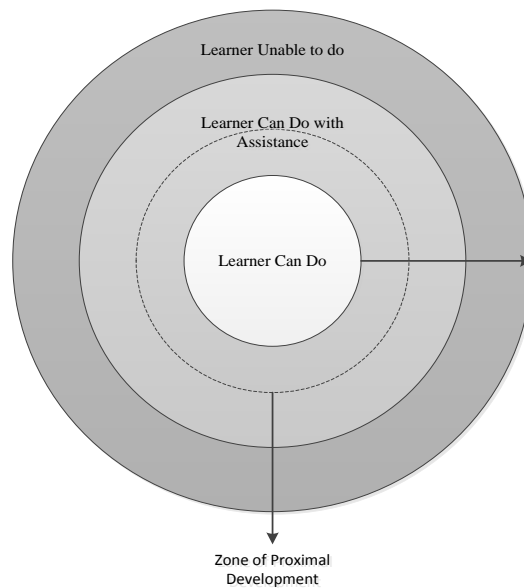 Learner Unable to do
Learner Can Do with
Assistance
Learner Can Do
Zone of Proximal
Development